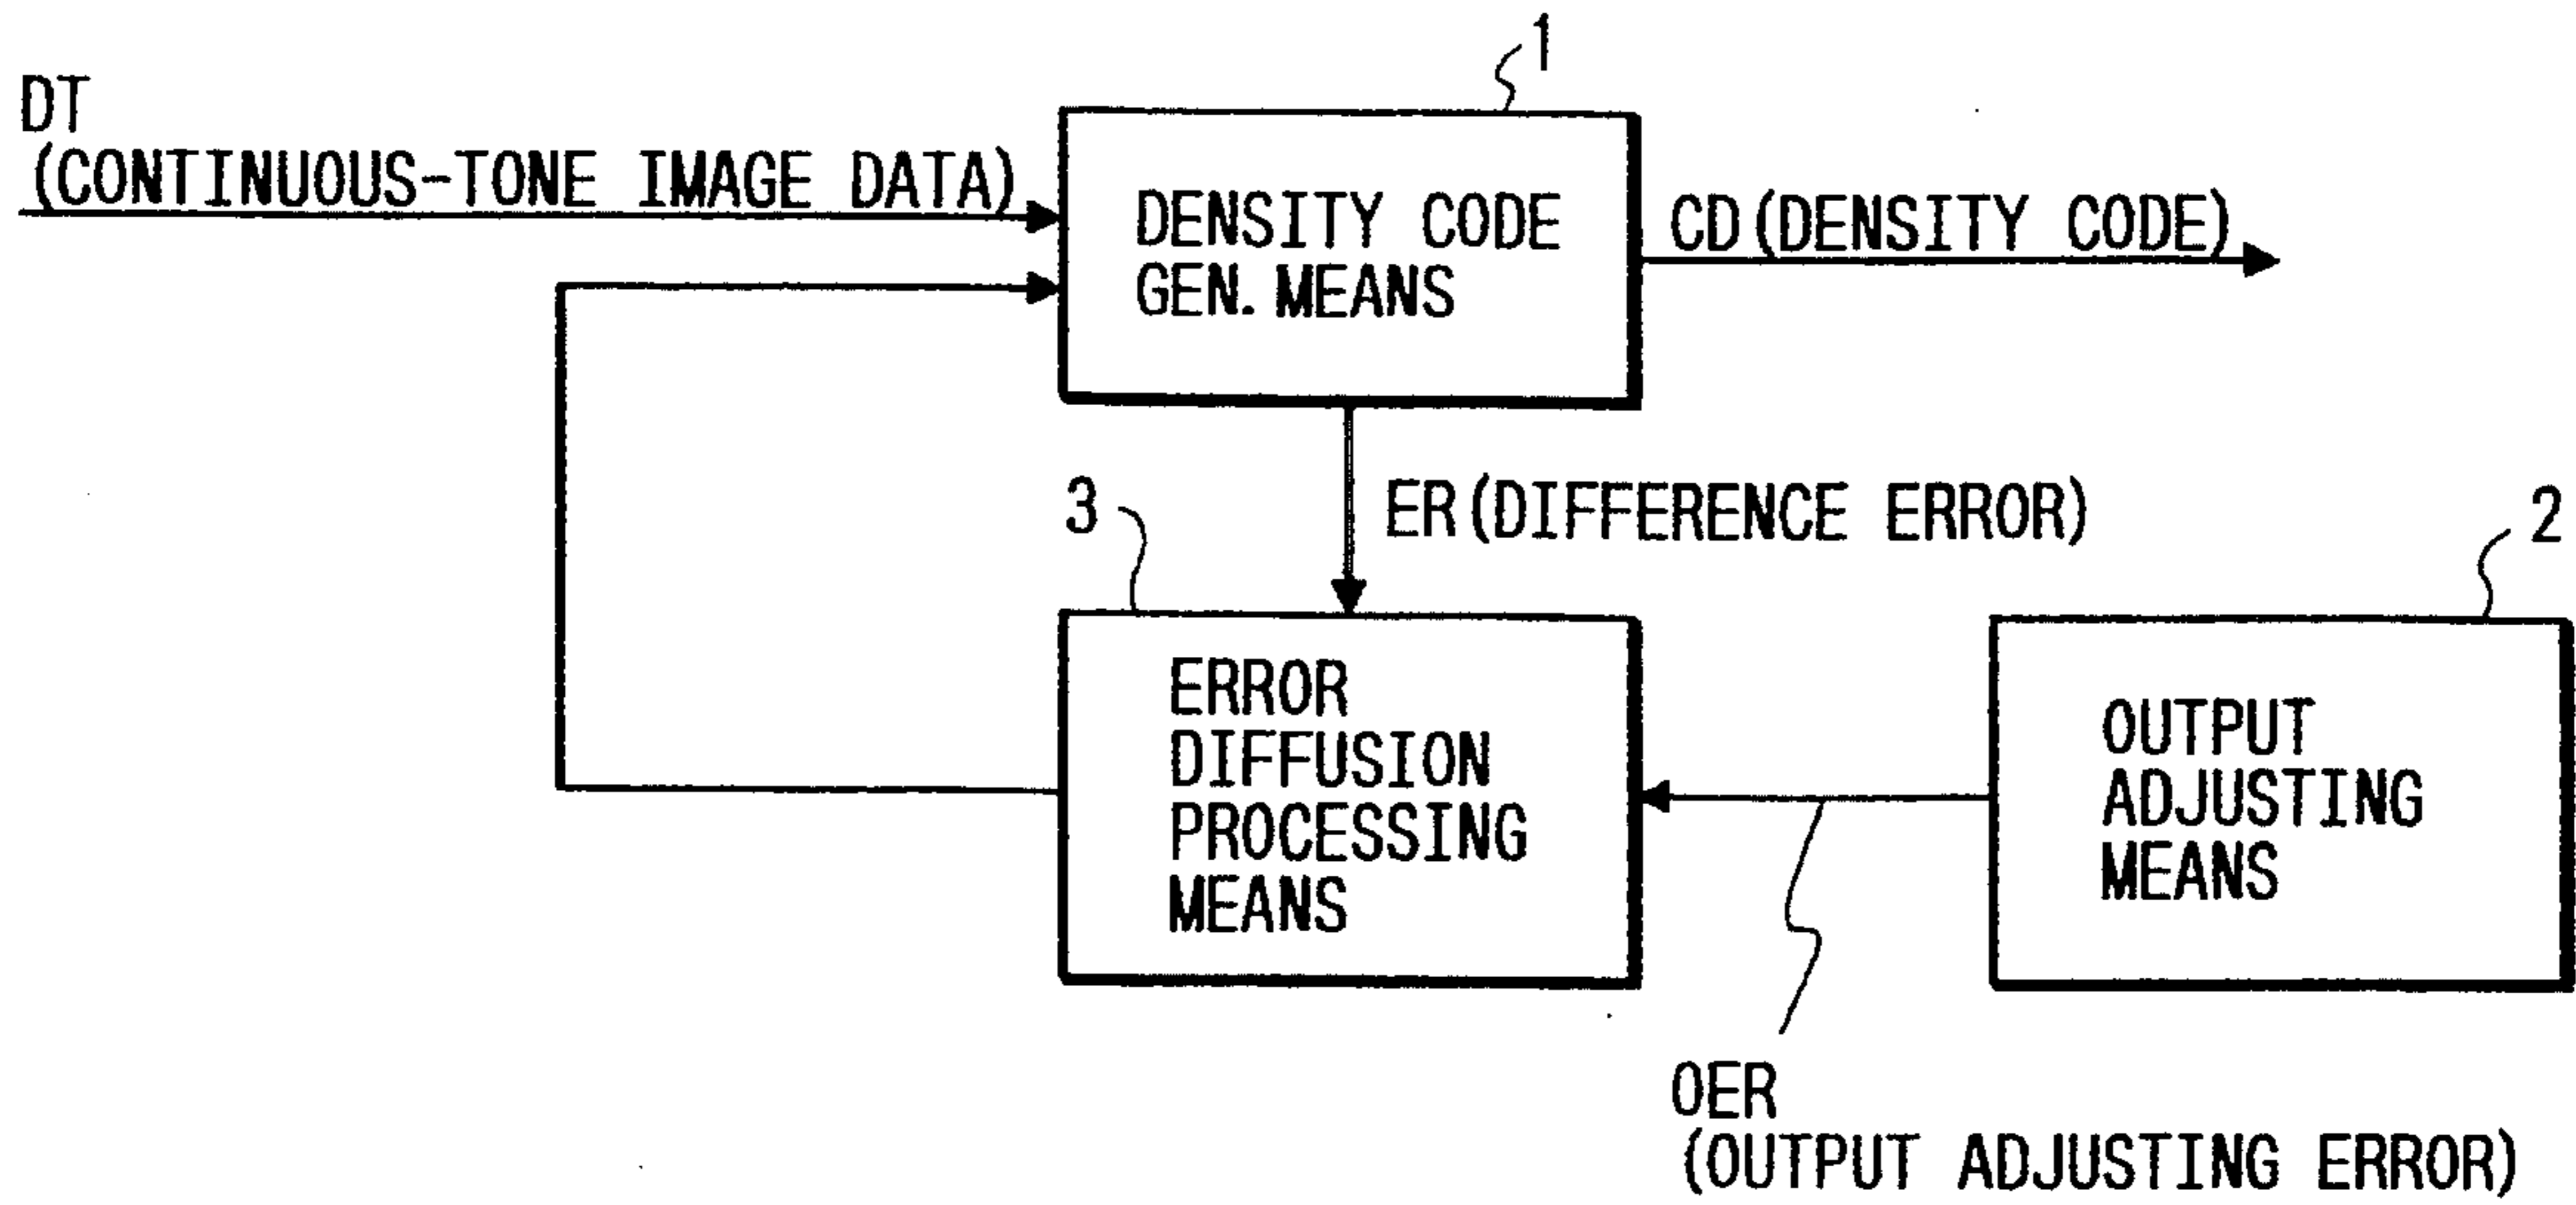 1
DT
(CONTINUOUS-TONE IMAGE DATA)
DENSITY CODE
GEN. MEANS
CD(DENSITY CODE)
3
ER(DIFFERENCE ERROR)
2
ERROR
DIFFUSION
PROCESSING
MEANS
OUTPUT
ADJUSTING
MEANS
OER
(OUTPUT ADJUSTING ERROR)